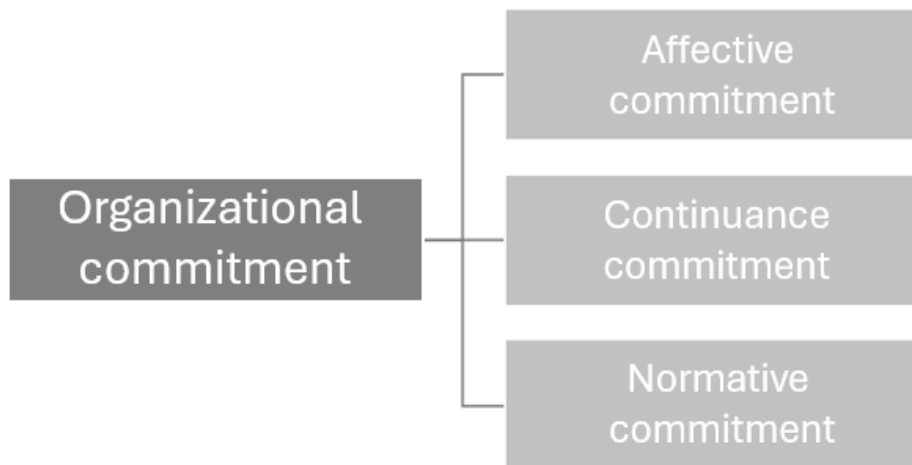 Affective
commitment
Organizational
commitment
Continuance
commitment
Normative
commitment